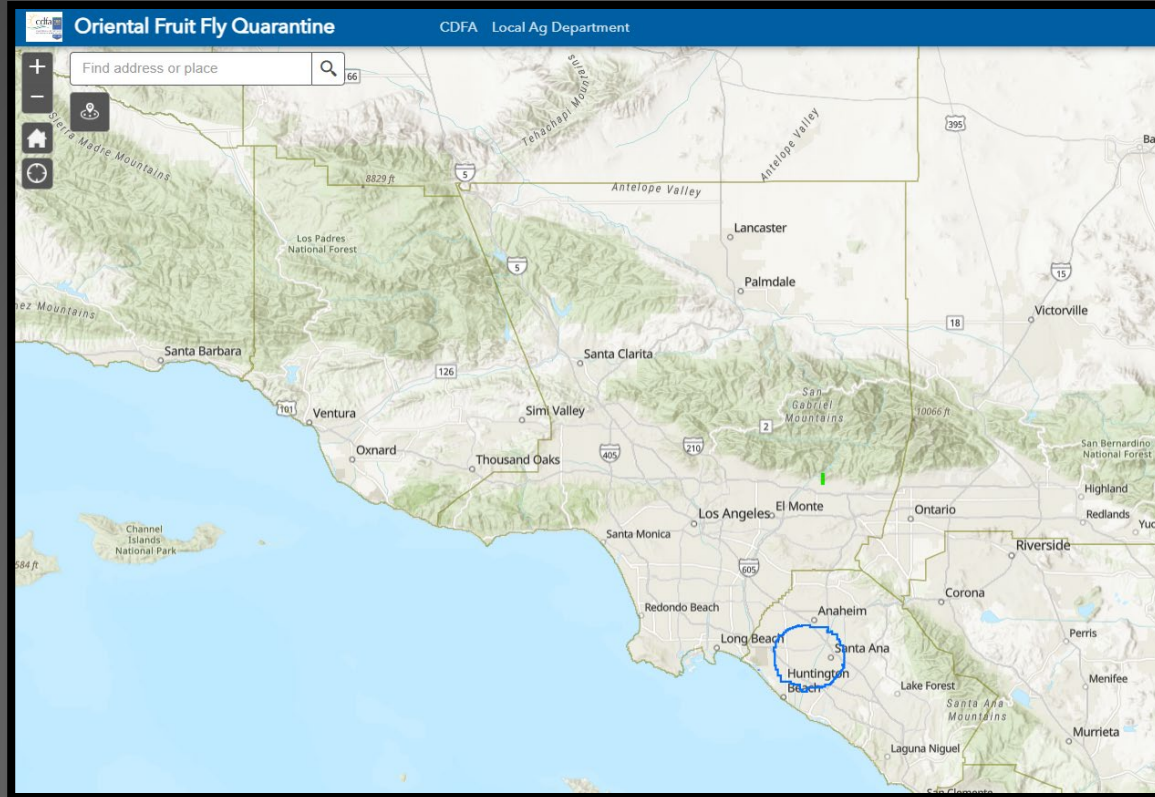 cdfa
Oriental Fruit Fly Quarantine
CDFA Local Ag Department
Find address or place
66
Tehachapi Mountains
Sierra Madre Mountains
395
Antelope Valley
5
8829 ft
Antelope Valley
Lancaster
Los Padres
National Forest
5
15
Palmdale
Victorville
18
Santa Barbara
Santa Clarita
126
San
Gabriel
Mountains
101
Ventura
Simi Valley
10066 ft
2
Oxnard
405
210
San Bernardino
National Forest
Thousand Oaks
Highland
El Monte
Ontario
Los Angeles
Redlands
Channel
Islands
National Park
Santa Monica
Riverside
584 ft
605
Corona
Redondo Beach
Anaheim
Long Beach
Perris
Santa Ana
Huntington
Beach
Lake Forest
Menifee
Santa Ana
Mountains
Murrieta
Laguna Niguel
San Clemente